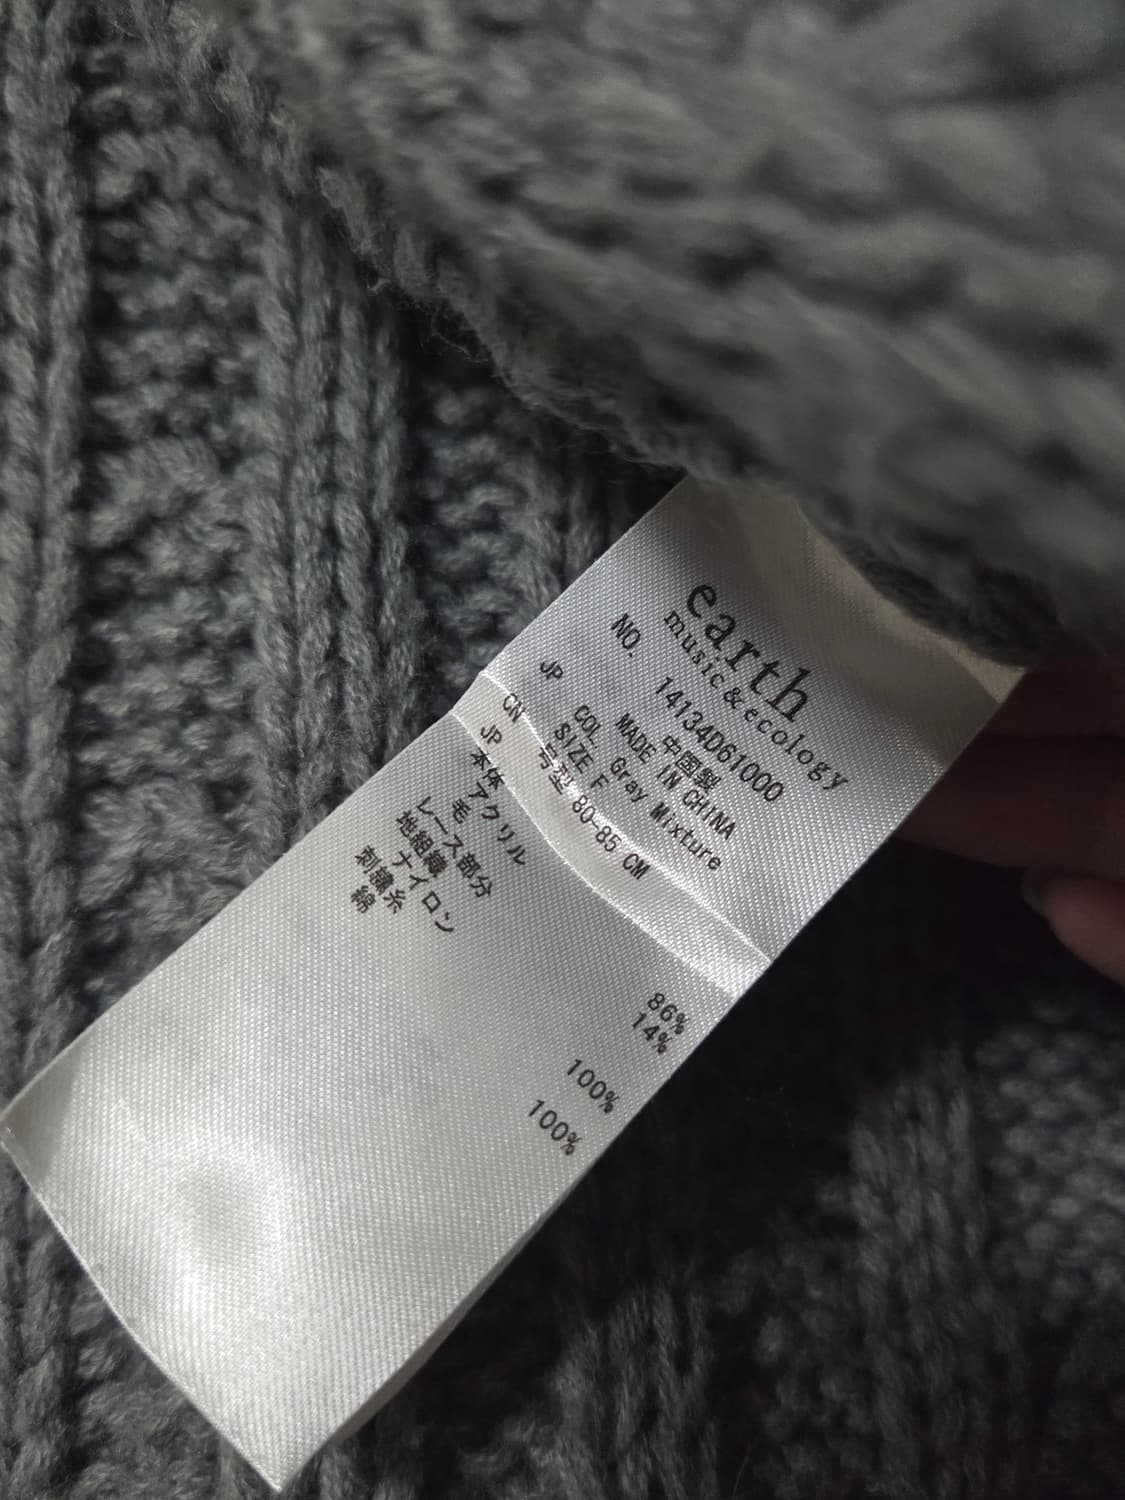 earth
music&ecology
NO. 14134D61000
中国製
JP MADE IN CHINA
COL Gray Mixture
SIZE F
CN 号型 80-85 CM
JP
本体
アクリル 86%
毛 14%
レース部分
地組織
ナイロン 100%
刺繍糸
綿 100%